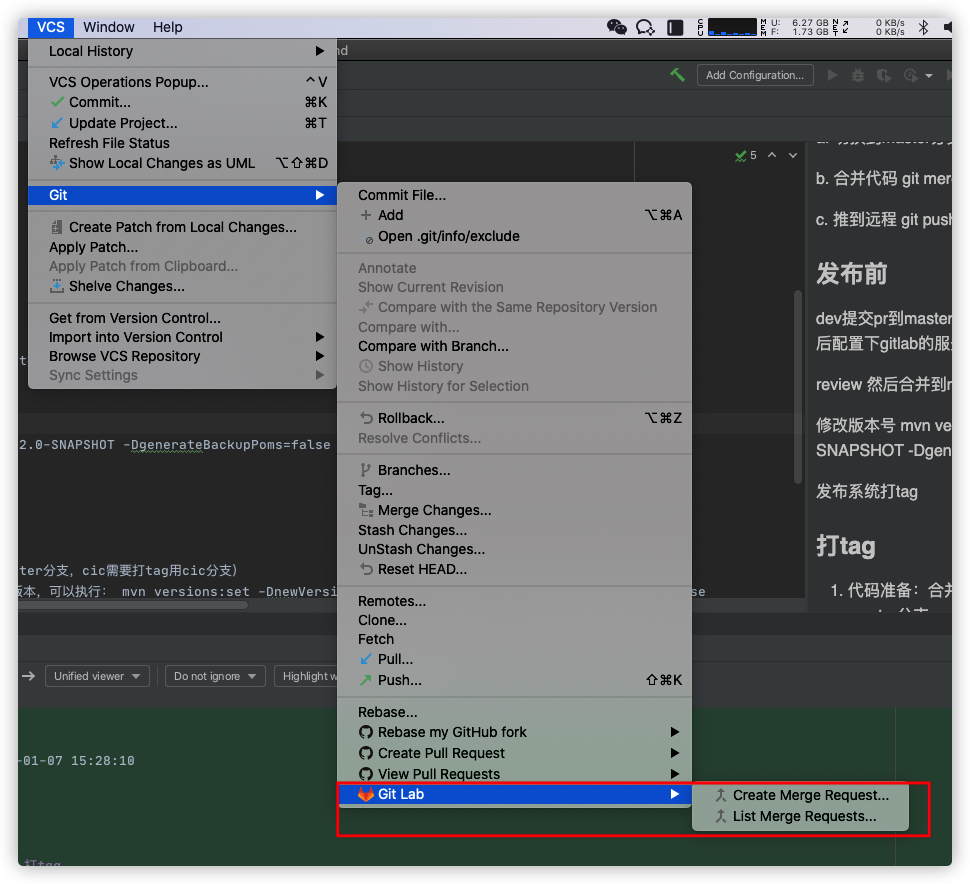 VCS Window Help
CPU MEM U: 6.27 GB F: 1.73 GB NET 0 KB/s 0 KB/s
Local History
VCS Operations Popup... ^V
Commit... ⌘K
Update Project... ⌘T
Refresh File Status
Show Local Changes as UML ⌥⇧⌘D
Git
Create Patch from Local Changes...
Apply Patch...
Apply Patch from Clipboard...
Shelve Changes...
Get from Version Control...
Import into Version Control
Browse VCS Repository
Sync Settings
Add Configuration...
5
Commit File...
Add ⌥⌘A
Open .git/info/exclude
Annotate
Show Current Revision
Compare with the Same Repository Version
Compare with...
Compare with Branch...
Show History
Show History for Selection
Rollback... ⌥⌘Z
Resolve Conflicts...
Branches...
Tag...
Merge Changes...
Stash Changes...
UnStash Changes...
Reset HEAD...
Remotes...
Clone...
Fetch
Pull...
Push... ⇧⌘K
Rebase...
Rebase my GitHub fork
Create Pull Request
View Pull Requests
Git Lab
Create Merge Request...
List Merge Requests...
b. 合并代码 git mer
c. 推到远程 git push
发布前
dev提交pr到master
后配置下gitlab的服
review 然后合并到
修改版本号 mvn ve
SNAPSHOT -Dgen
发布系统打tag
打tag
1. 代码准备：合并
2.0-SNAPSHOT -DgenerateBackupPoms=false
ter分支，cic需要打tag用cic分支)
版本，可以执行： mvn versions:set -DnewVersi
se
Unified viewer Do not ignore Highlight w
-01-07 15:28:10
打tag